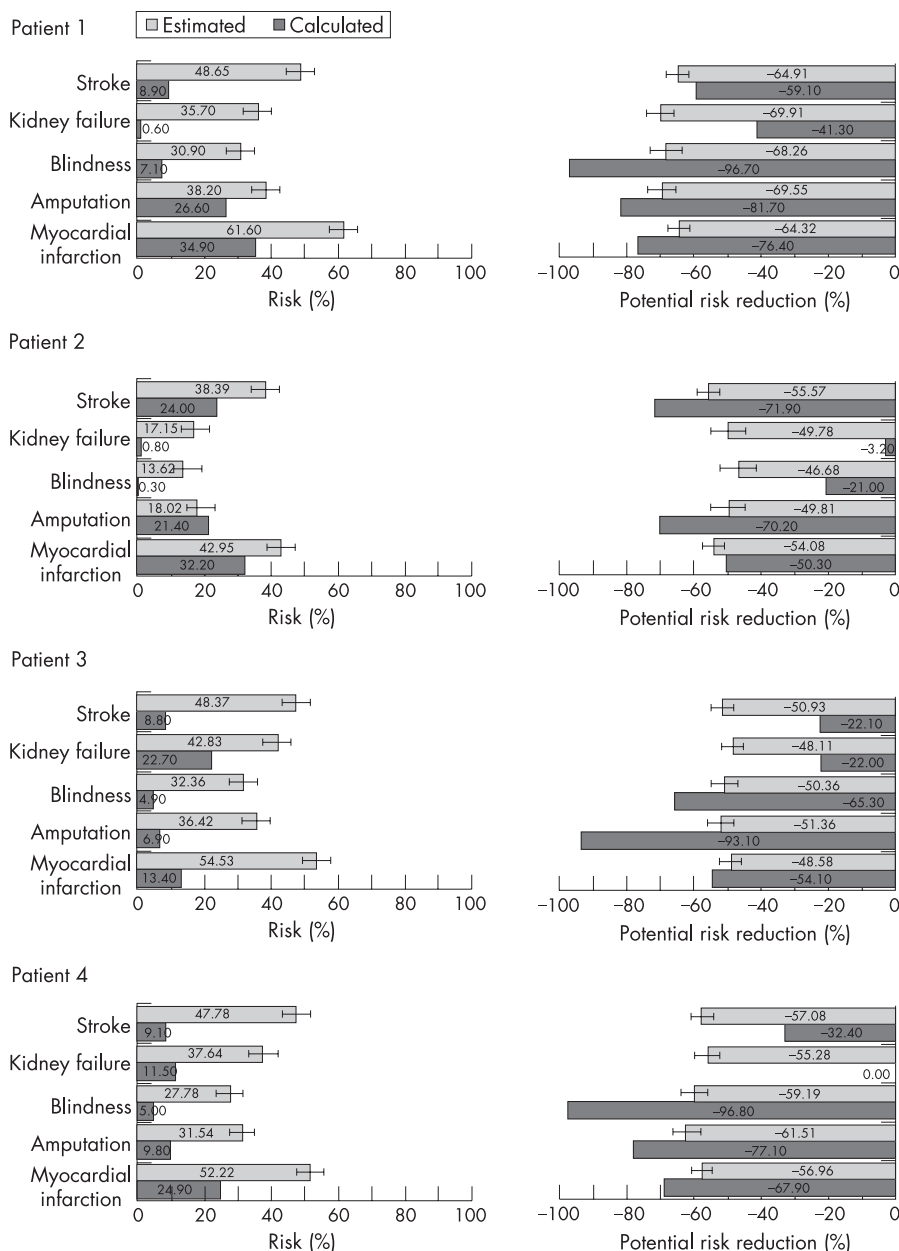 Patient 1
Estimated Calculated
Stroke 48.65 8.90 −64.91 −59.10
Kidney failure 35.70 0.60 −69.91 −41.30
Blindness 30.90 7.10 −68.26 −96.70
Amputation 38.20 26.60 −69.55 −81.70
Myocardial infarction 61.60 34.90 −64.32 −76.40
0 20 40 60 80 100 −100 −80 −60 −40 −20 0
Risk (%) Potential risk reduction (%)
Patient 2
Stroke 38.39 24.00 −55.57 −71.90
Kidney failure 17.15 0.80 −49.78 −3.20
Blindness 13.62 0.30 −46.68 −21.00
Amputation 18.02 21.40 −49.81 −70.20
Myocardial infarction 42.95 32.20 −54.08 −50.30
0 20 40 60 80 100 −100 −80 −60 −40 −20 0
Risk (%) Potential risk reduction (%)
Patient 3
Stroke 48.37 8.80 −50.93 −22.10
Kidney failure 42.83 22.70 −48.11 −22.00
Blindness 32.36 4.90 −50.36 −65.30
Amputation 36.42 6.90 −51.36 −93.10
Myocardial infarction 54.53 13.40 −48.58 −54.10
0 20 40 60 80 100 −100 −80 −60 −40 −20 0
Risk (%) Potential risk reduction (%)
Patient 4
Stroke 47.78 9.10 −57.08 −32.40
Kidney failure 37.64 11.50 −55.28 0.00
Blindness 27.78 5.00 −59.19 −96.80
Amputation 31.54 9.80 −61.51 −77.10
Myocardial infarction 52.22 24.90 −56.96 −67.90
0 20 40 60 80 100 −100 −80 −60 −40 −20 0
Risk (%) Potential risk reduction (%)